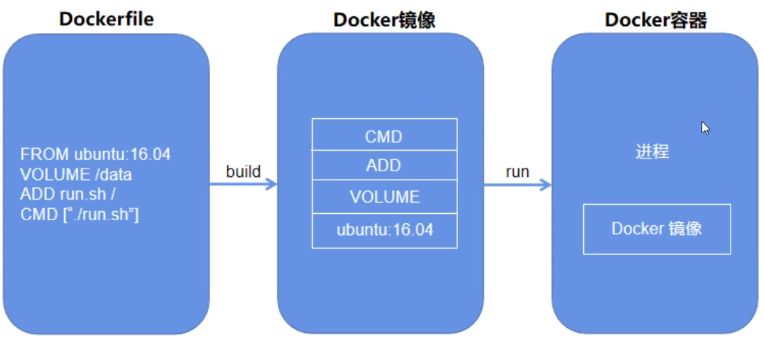 Dockerfile
FROM ubuntu:16.04
VOLUME /data
ADD run.sh /
CMD [“./run.sh”]
build
Docker镜像
CMD
ADD
VOLUME
ubuntu:16.04
run
Docker容器
进程
Docker 镜像